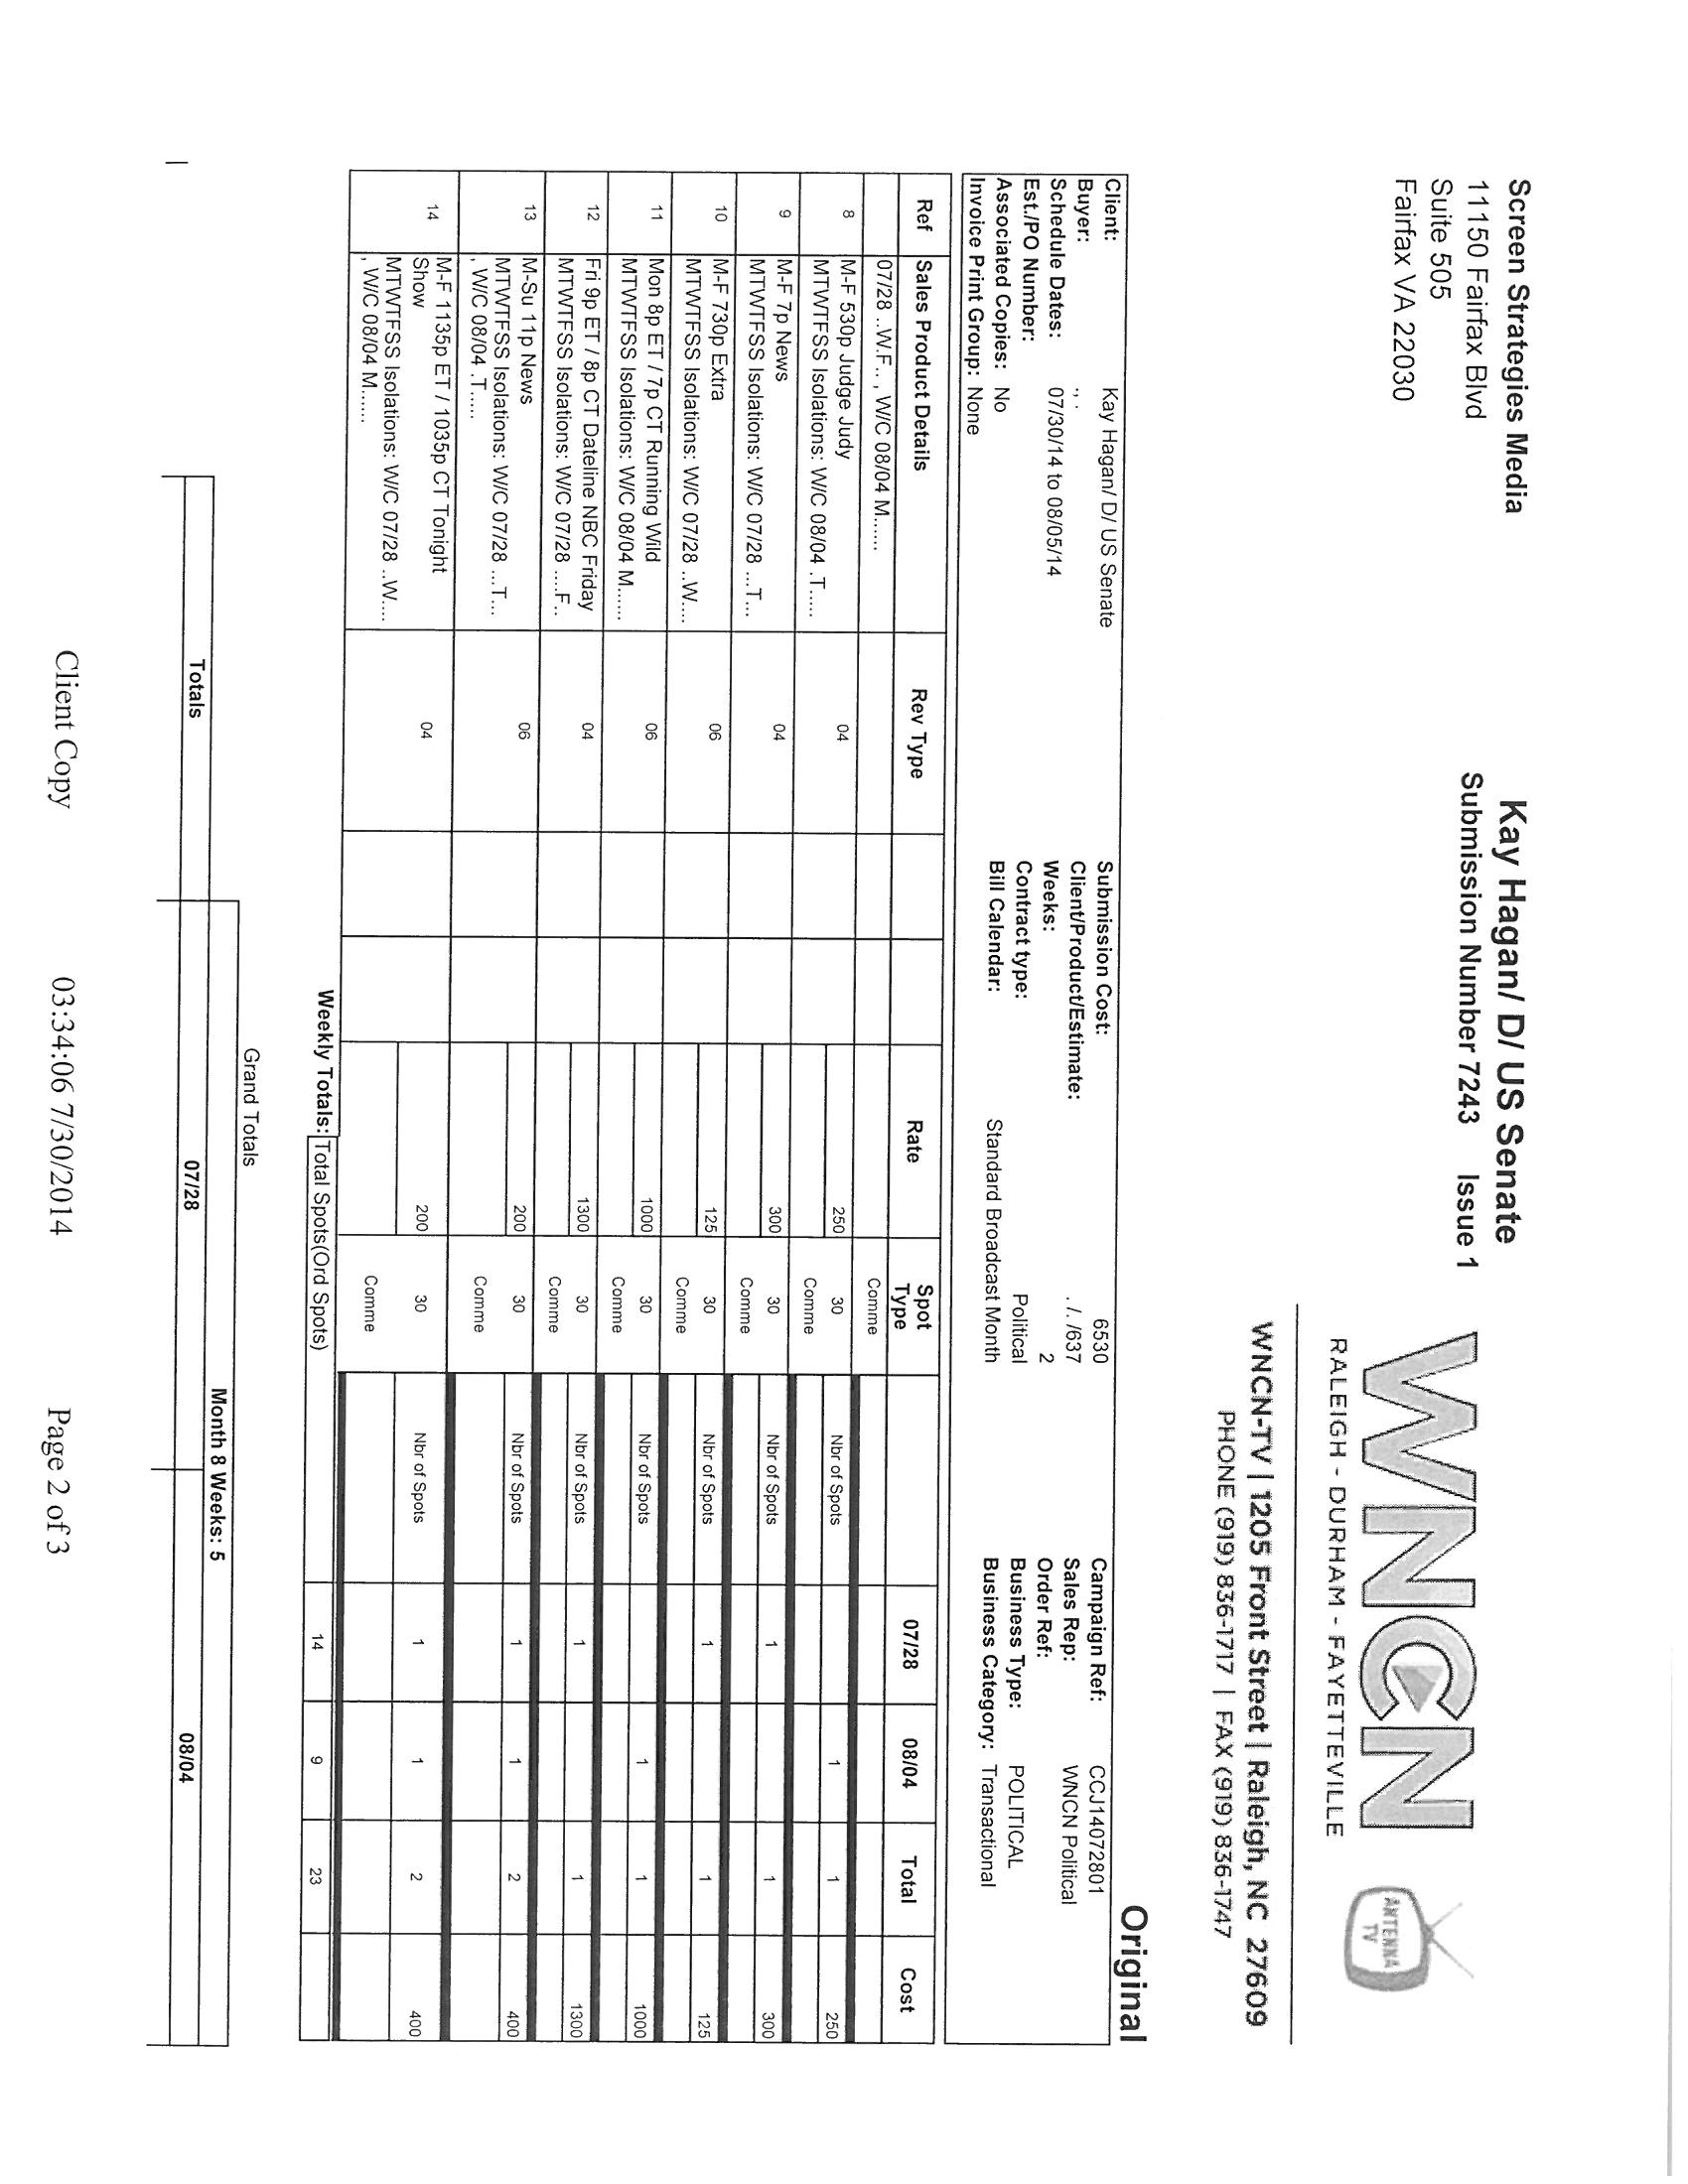 Screen Strategies Media
11150 Fairfax Blvd
Suite 505
Fairfax VA 22030
Kay Hagan/ D/ US Senate
Submission Number 7243 Issue 1
WNCN
RALEIGH - DURHAM - FAYETTEVILLE
ANTENNA
TV
WNCN-TV | 1205 Front Street | Raleigh, NC 27609
PHONE (919) 836-1717 | FAX (919) 836-1747
Original
Client: Kay Hagan/ D/ US Senate Submission Cost: 6530 Campaign Ref: CCJ14072801
Buyer: ., . Client/Product/Estimate: . /. /637 Sales Rep: WNCN Political
Schedule Dates: 07/30/14 to 08/05/14 Weeks: 2 Order Ref:
Est./PO Number: Contract type: Political Business Type: POLITICAL
Associated Copies: No Bill Calendar: Standard Broadcast Month Business Category: Transactional
Invoice Print Group: None
Ref Sales Product Details Rev Type Rate Spot Type 07/28 08/04 Total Cost
07/28 ..W.F.. , W/C 08/04 M...... Comme
8 M-F 530p Judge Judy 04 250 30 Nbr of Spots 1 1 250
MTWTFSS Isolations: W/C 08/04 .T..... Comme
9 M-F 7p News 04 300 30 Nbr of Spots 1 1 300
MTWTFSS Isolations: W/C 07/28 ...T... Comme
10 M-F 730p Extra 06 125 30 Nbr of Spots 1 1 125
MTWTFSS Isolations: W/C 07/28 ..W.... Comme
11 Mon 8p ET / 7p CT Running Wild 06 1000 30 Nbr of Spots 1 1 1000
MTWTFSS Isolations: W/C 08/04 M...... Comme
12 Fri 9p ET / 8p CT Dateline NBC Friday 04 1300 30 Nbr of Spots 1 1 1300
MTWTFSS Isolations: W/C 07/28 ....F.. Comme
13 M-Su 11p News 06 200 30 Nbr of Spots 1 1 2 400
MTWTFSS Isolations: W/C 07/28 ...T...
, W/C 08/04 .T..... Comme
14 M-F 1135p ET / 1035p CT Tonight
Show 04 200 30 Nbr of Spots 1 1 2 400
MTWTFSS Isolations: W/C 07/28 ..W....
, W/C 08/04 M...... Comme
Weekly Totals: Total Spots(Ord Spots) 14 9 23
Grand Totals
Month 8 Weeks: 5
Totals 07/28 08/04
Client Copy 03:34:06 7/30/2014 Page 2 of 3